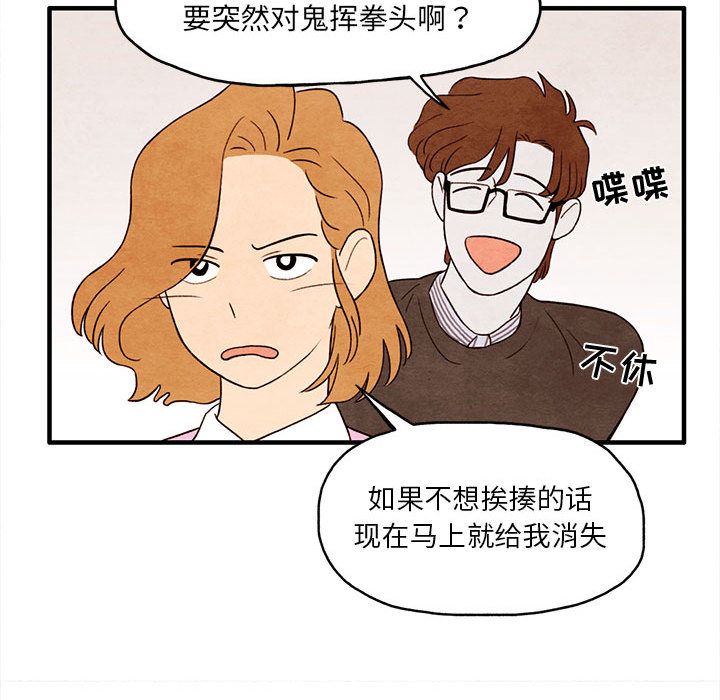 要突然对鬼挥拳头啊？
喋喋
不休
如果不想挨揍的话
现在马上就给我消失